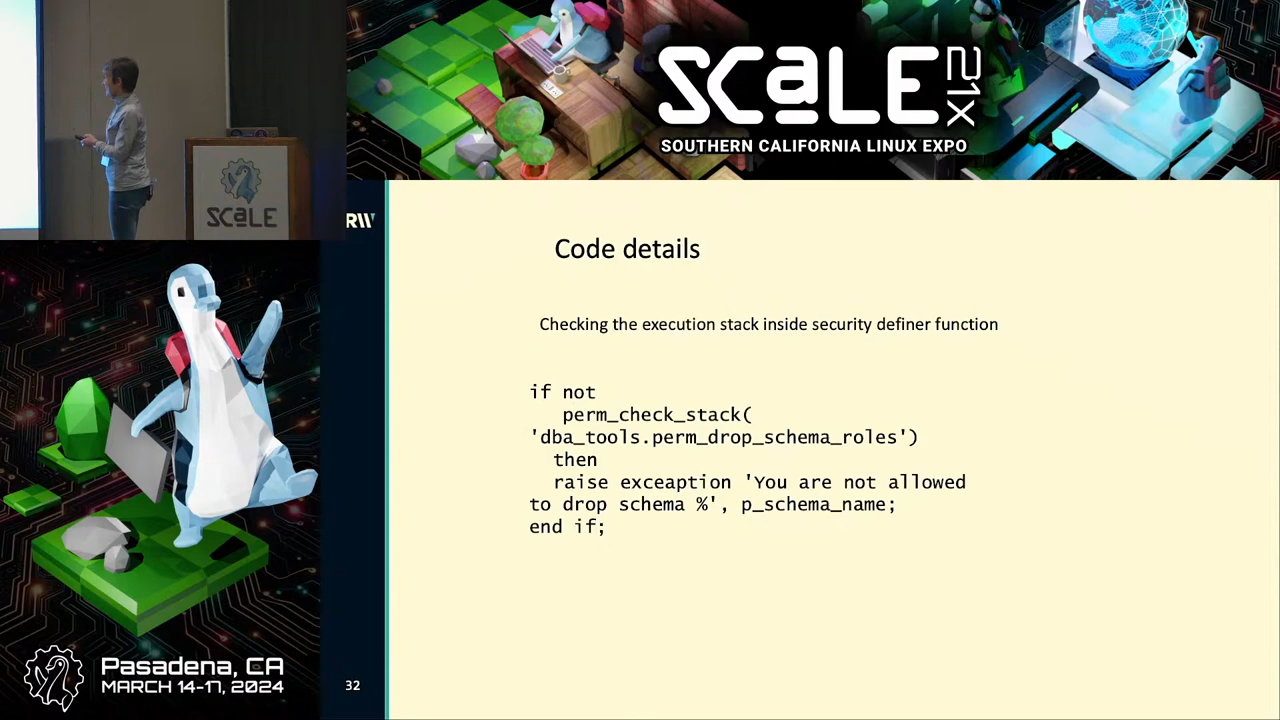 SCALE
21X
SOUTHERN CALIFORNIA LINUX EXPO
SCALE
RW
Code details
Checking the execution stack inside security definer function
if not
perm_check_stack(
'dba_tools.perm_drop_schema_roles')
then
raise exceaption 'You are not allowed
to drop schema %', p_schema_name;
end if;
Pasadena, CA
MARCH 14-17, 2024
32